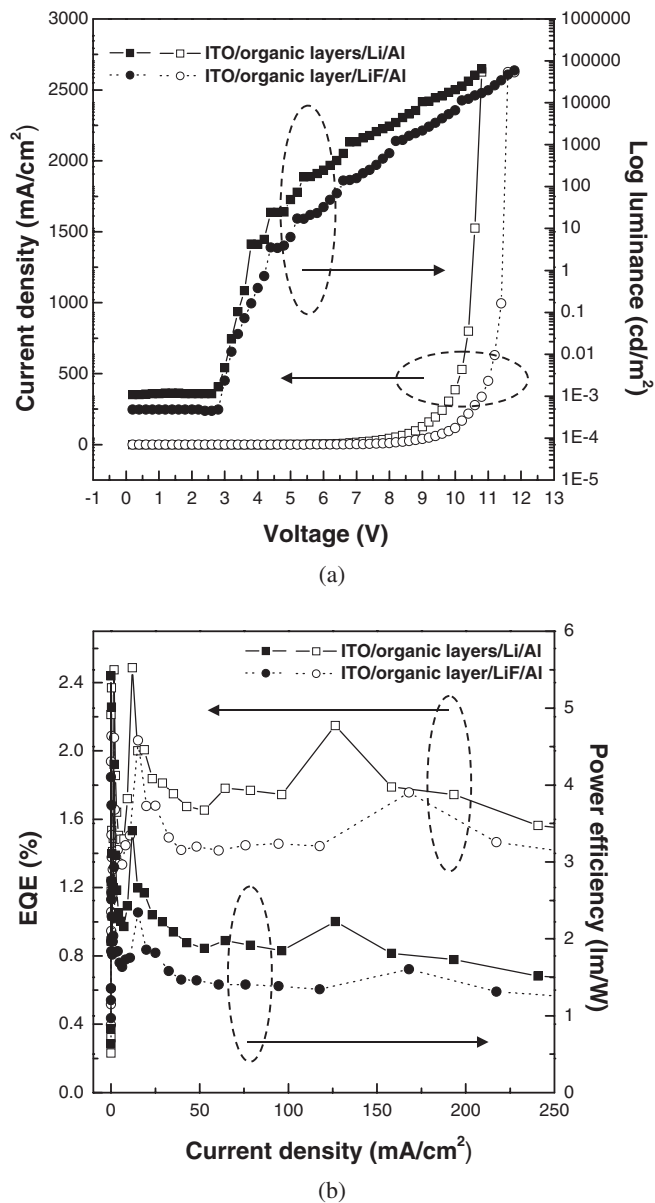 3000
2500
2000
1500
1000
500
0
Current density (mA/cm²)
ITO/organic layers/Li/Al
ITO/organic layer/LiF/Al
1000000
100000
10000
1000
100
10
1
0.1
0.01
1E-3
1E-4
1E-5
Log luminance (cd/m²)
-1 0 1 2 3 4 5 6 7 8 9 10 11 12 13
Voltage (V)
(a)
2.4
2.0
1.6
1.2
0.8
0.4
0.0
EQE (%)
ITO/organic layers/Li/Al
ITO/organic layer/LiF/Al
6
5
4
3
2
1
0
Power efficiency (lm/W)
0 50 100 150 200 250
Current density (mA/cm²)
(b)